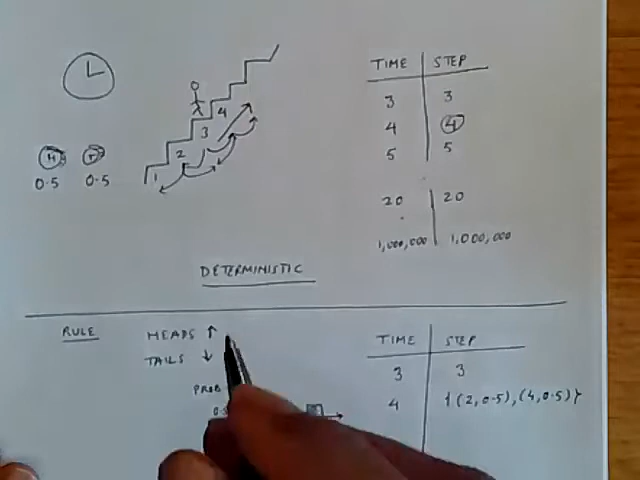 TIME STEP
3 3
4 4
5 5
20 20
1,000,000 1,000,000
H T
0.5 0.5
1 2 3 4
DETERMINISTIC
RULE
HEADS ↑
TAILS ↓
PROB
TIME STEP
3 3
4 {(2,0.5),(4,0.5)}